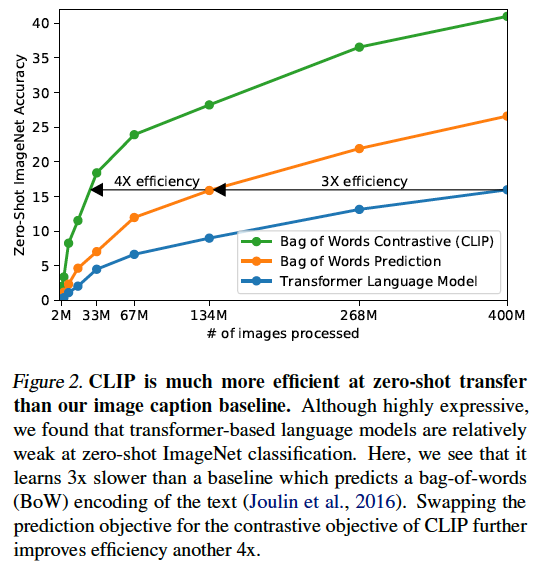 40
35
30
25
20
15
10
5
0
Zero-Shot ImageNet Accuracy
4X efficiency
3X efficiency
Bag of Words Contrastive (CLIP)
Bag of Words Prediction
Transformer Language Model
2M 33M 67M 134M 268M 400M
# of images processed
Figure 2. CLIP is much more efficient at zero-shot transfer
than our image caption baseline. Although highly expressive,
we found that transformer-based language models are relatively
weak at zero-shot ImageNet classification. Here, we see that it
learns 3x slower than a baseline which predicts a bag-of-words
(BoW) encoding of the text (Joulin et al., 2016). Swapping the
prediction objective for the contrastive objective of CLIP further
improves efficiency another 4x.